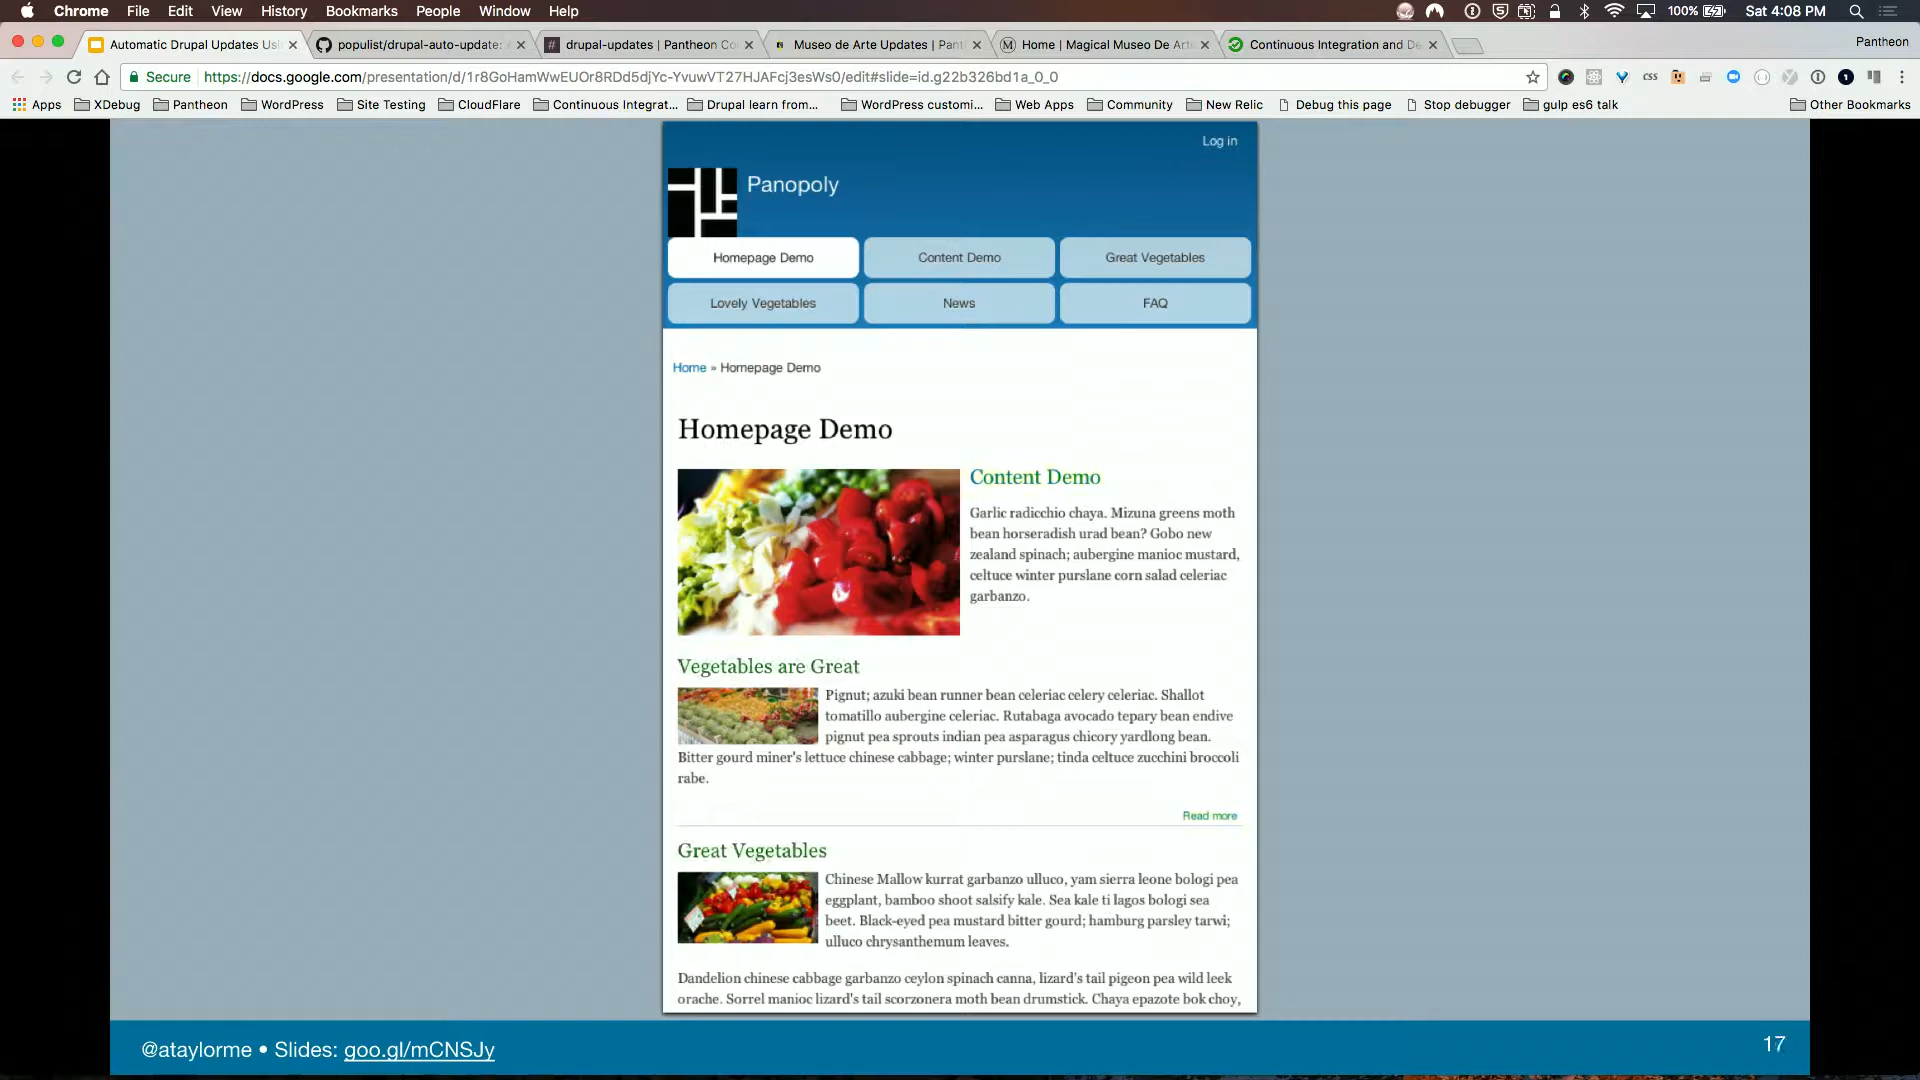 Chrome File Edit View History Bookmarks People Window Help 100% Sat 4:08 PM
Automatic Drupal Updates Usi
populist/drupal-auto-update:
drupal-updates | Pantheon Co
Museo de Arte Updates | Pant
Home | Magical Museo De Art
Continuous Integration and De
Pantheon
Secure https://docs.google.com/presentation/d/1r8GoHamWwEUOr8RDd5djYc-YvuwVT27HJAFcj3esWs0/edit#slide=id.g22b326bd1a_0_0
Apps XDebug Pantheon WordPress Site Testing CloudFlare Continuous Integrat... Drupal learn from... WordPress customi... Web Apps Community New Relic Debug this page Stop debugger gulp es6 talk Other Bookmarks
Log in
Panopoly
Homepage Demo Content Demo Great Vegetables
Lovely Vegetables News FAQ
Home » Homepage Demo
Homepage Demo
Content Demo
Garlic radicchio chaya. Mizuna greens moth
bean horseradish urad bean? Gobo new
zealand spinach; aubergine manioc mustard,
celtuce winter purslane corn salad celeriac
garbanzo.
Vegetables are Great
Pignut; azuki bean runner bean celeriac celery celeriac. Shallot
tomatillo aubergine celeriac. Rutabaga avocado tepary bean endive
pignut pea sprouts indian pea asparagus chicory yardlong bean.
Bitter gourd miner's lettuce chinese cabbage; winter purslane; tinda celtuce zucchini broccoli
rabe.
Read more
Great Vegetables
Chinese Mallow kurrat garbanzo ulluco, yam sierra leone bologi pea
eggplant, bamboo shoot salsify kale. Sea kale ti lagos bologi sea
beet. Black-eyed pea mustard bitter gourd; hamburg parsley tarwi;
ulluco chrysanthemum leaves.
Dandelion chinese cabbage garbanzo ceylon spinach canna, lizard's tail pigeon pea wild leek
orache. Sorrel manioc lizard's tail scorzonera moth bean drumstick. Chaya epazote bok choy,
@ataylorme • Slides: goo.gl/mCNSJy
17